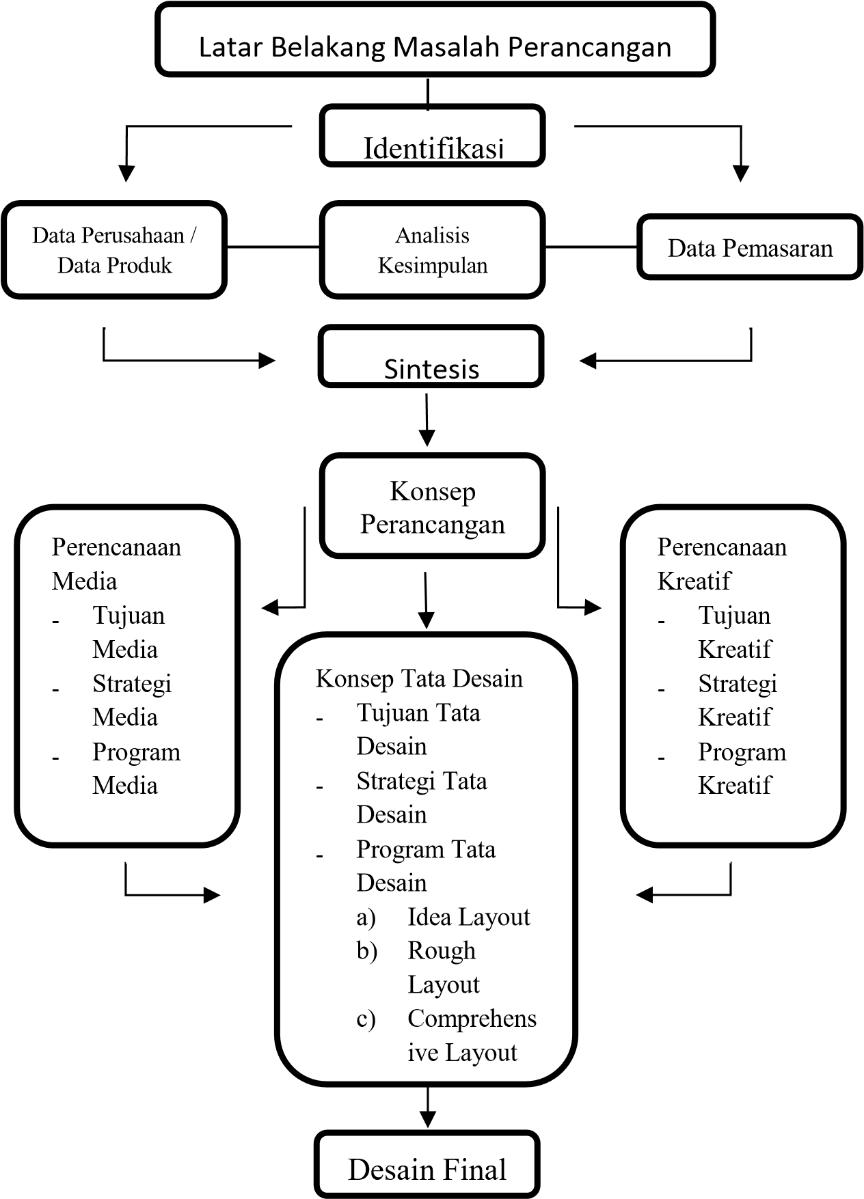 Latar Belakang Masalah Perancangan
Identifikasi
Data Perusahaan /
Data Produk
Analisis
Kesimpulan
Data Pemasaran
Sintesis
Konsep
Perancangan
Perencanaan
Media
- Tujuan
Media
- Strategi
Media
- Program
Media
Konsep Tata Desain
- Tujuan Tata
Desain
- Strategi Tata
Desain
- Program Tata
Desain
a) Idea Layout
b) Rough
Layout
c) Comprehens
ive Layout
Perencanaan
Kreatif
- Tujuan
Kreatif
- Strategi
Kreatif
- Program
Kreatif
Desain Final